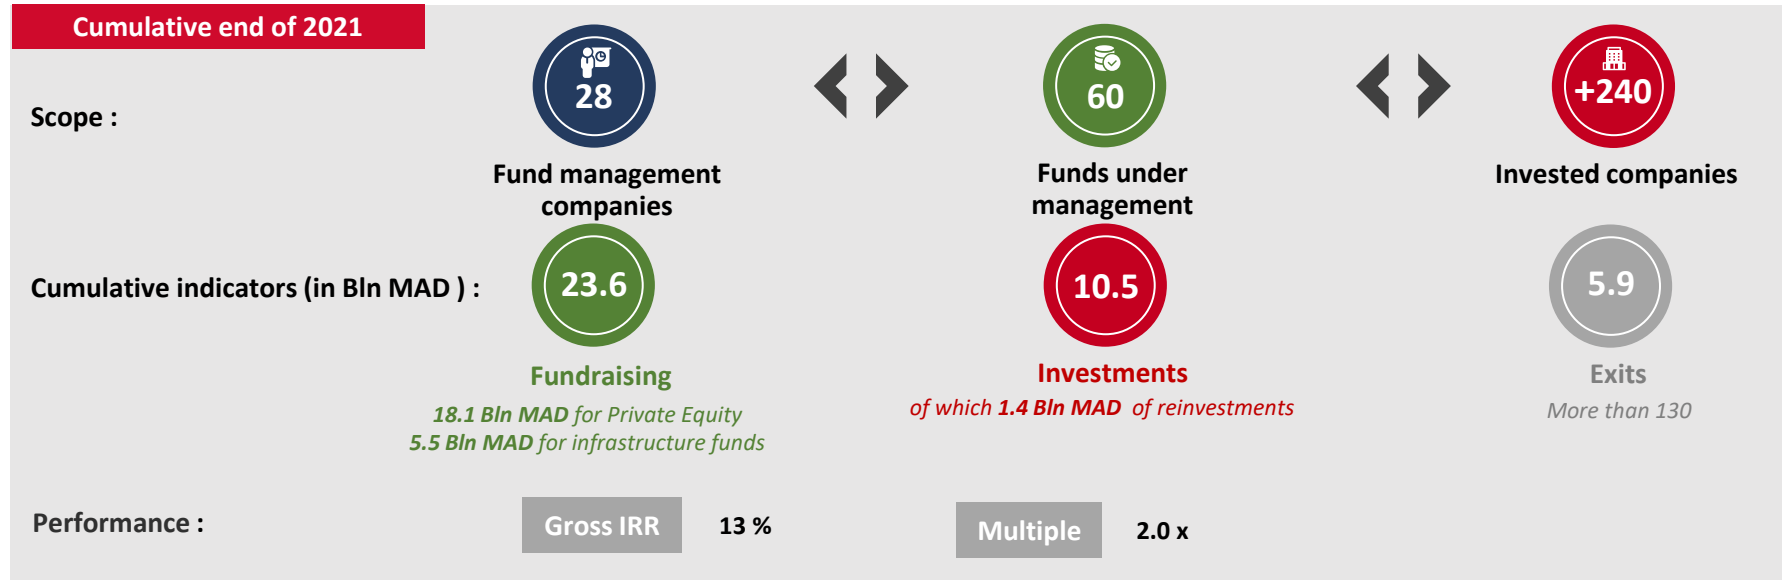 Cumulative end of 2021
Scope :
28
60
+240
Fund management
companies
Funds under
management
Invested companies
Cumulative indicators (in Bln MAD ) :
23.6
10.5
5.9
Fundraising
18.1 Bln MAD for Private Equity
5.5 Bln MAD for infrastructure funds
Investments
of which 1.4 Bln MAD of reinvestments
Exits
More than 130
Performance :
Gross IRR
13 %
Multiple
2.0 x